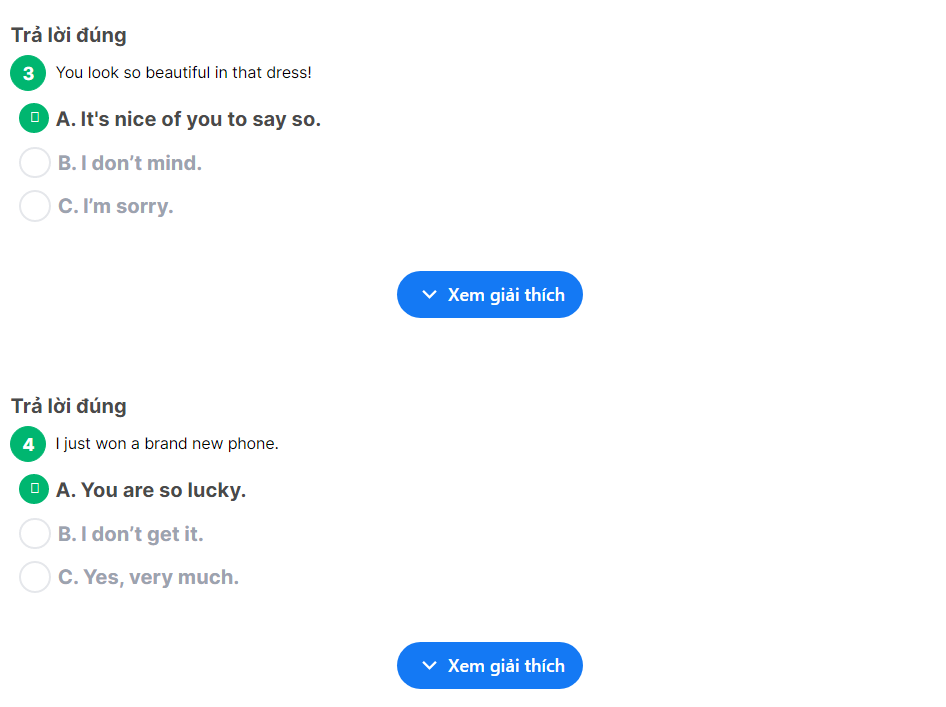 Trả lời đúng
3 You look so beautiful in that dress!
A. It's nice of you to say so.
B. I don’t mind.
C. I’m sorry.
Xem giải thích
Trả lời đúng
4 I just won a brand new phone.
A. You are so lucky.
B. I don’t get it.
C. Yes, very much.
Xem giải thích